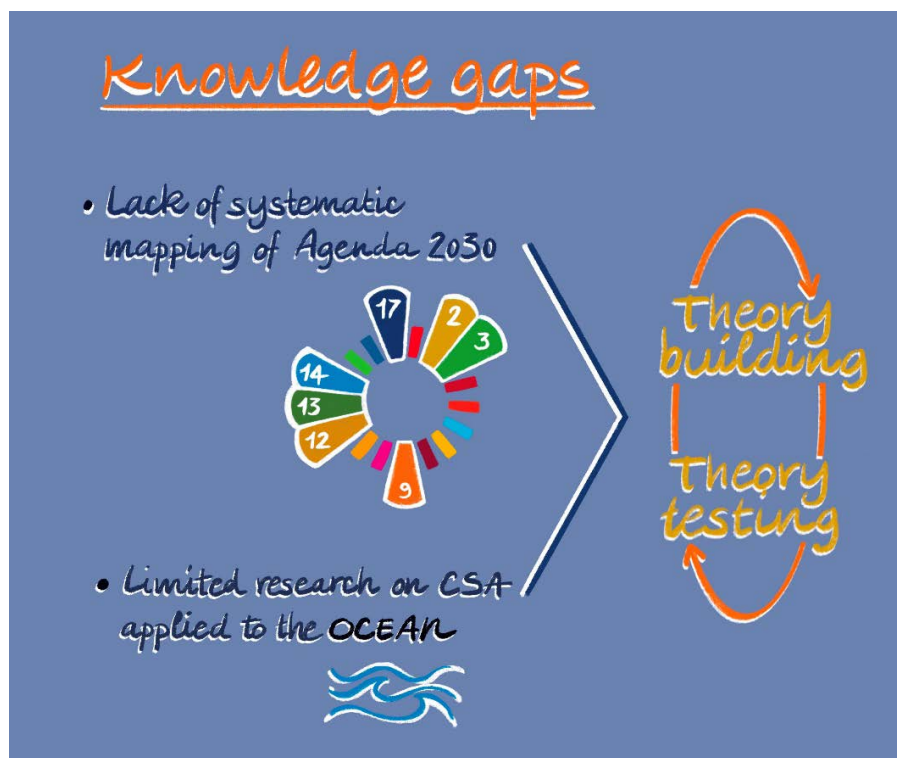 Knowledge gaps
• Lack of systematic
mapping of Agenda 2030
17
2
3
14
13
12
9
• Limited research on CSA
applied to the OCEAN
Theory
building
Theory
testing